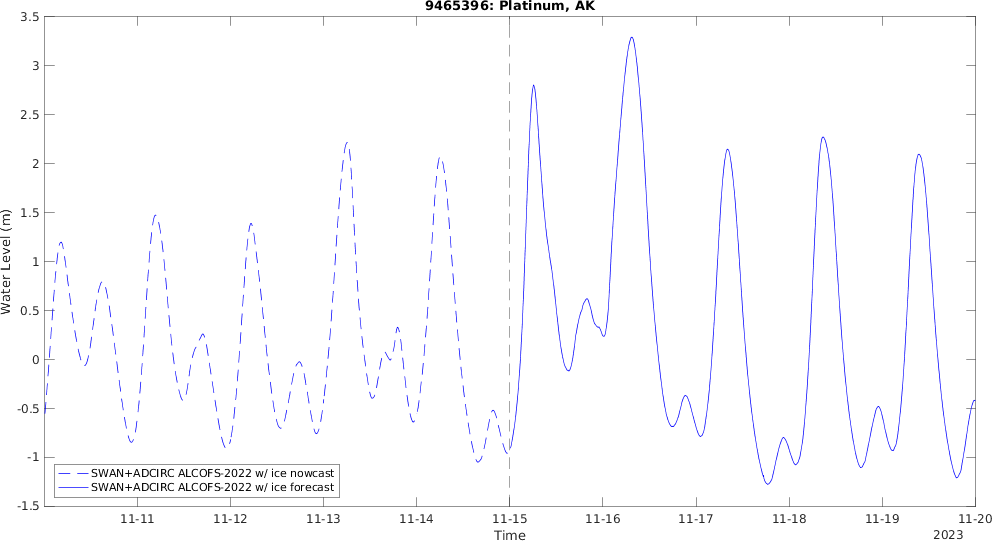 9465396: Platinum, AK
3.5
3
2.5
2
1.5
1
0.5
0
-0.5
-1
-1.5
Water Level (m)
SWAN+ADCIRC ALCOFS-2022 w/ ice nowcast
SWAN+ADCIRC ALCOFS-2022 w/ ice forecast
11-11 11-12 11-13 11-14 11-15 11-16 11-17 11-18 11-19 11-20
Time
2023